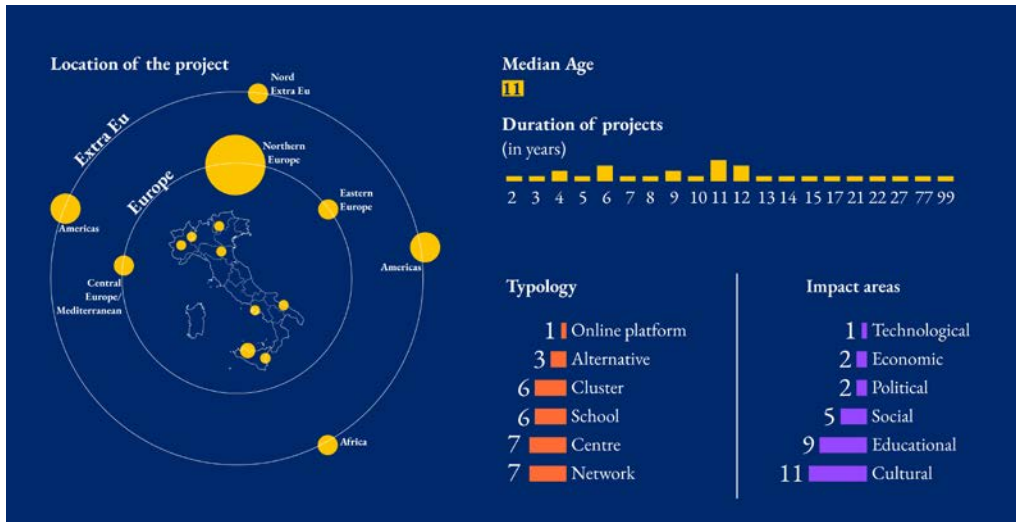 Location of the project
Nord
Extra Eu
Extra Eu
Northern
Europe
Europe
Eastern
Europe
Americas
Americas
Central
Europe/
Mediterranean
Africa
Median Age
11
Duration of projects
(in years)
2 3 4 5 6 7 8 9 10 11 12 13 14 15 17 21 22 27 77 99
Typology
1 Online platform
3 Alternative
6 Cluster
6 School
7 Centre
7 Network
Impact areas
1 Technological
2 Economic
2 Political
5 Social
9 Educational
11 Cultural